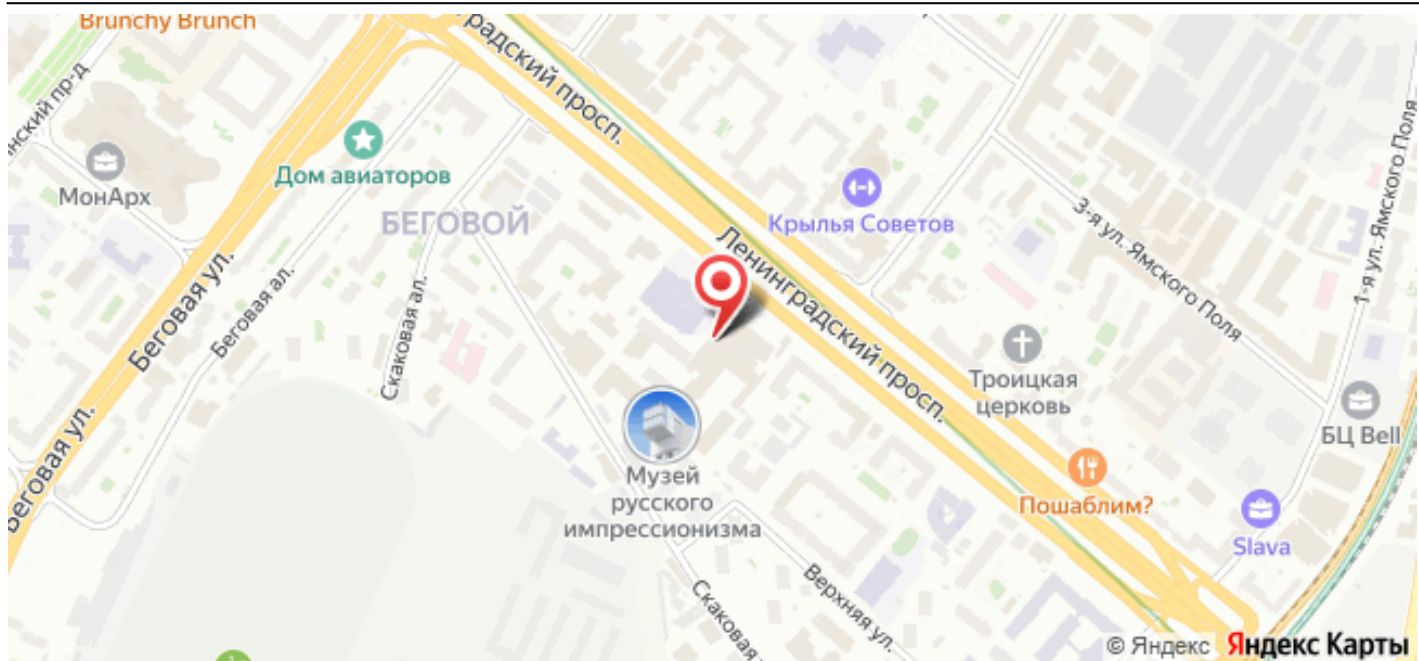 Brunchy Brunch
градский просп.
нский пр-д
МонАрх
Дом авиаторов
БЕГОВОЙ
Крылья Советов
3-я ул. Ямского Поля
1-я ул. Ямского Поля
Беговая ул.
Беговая ал.
Скаковая ал.
Ленинградский просп.
Троицкая
церковь
БЦ Bell
Беговая ул.
Музей
русского
импрессионизма
Пошаблим?
Slava
Верхняя ул.
Скаковая
© Яндекс Яндекс Карты